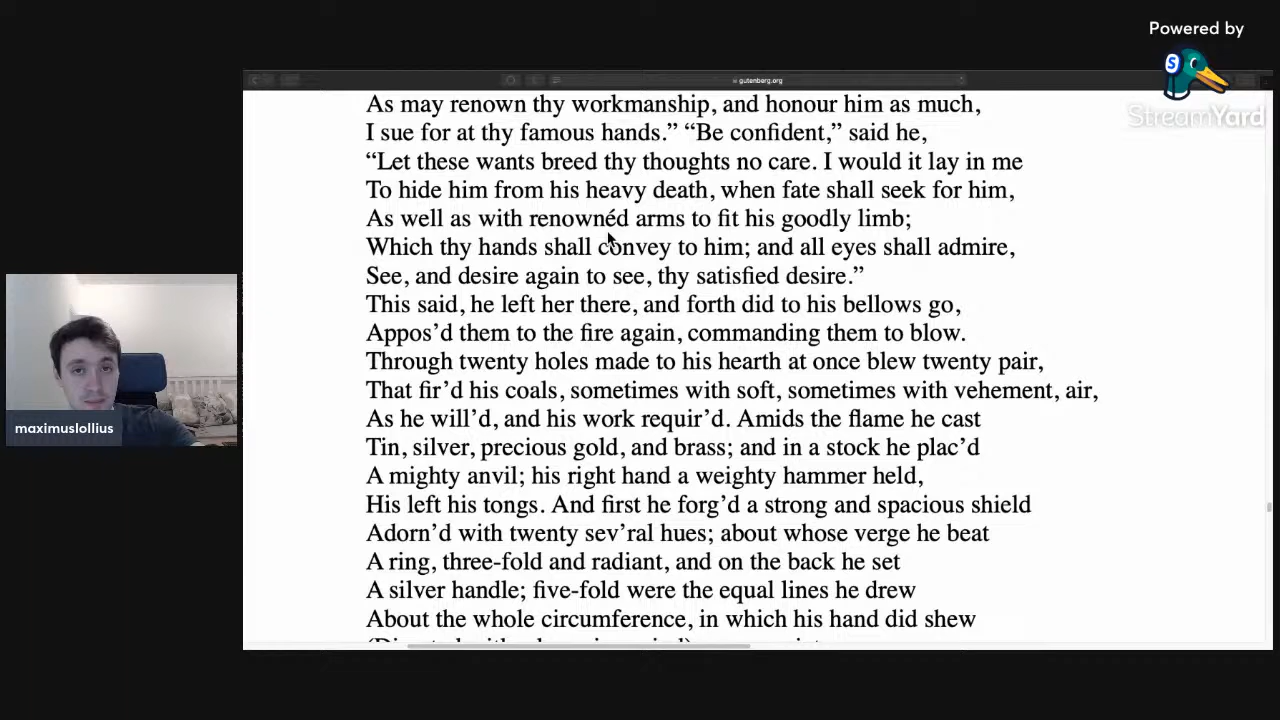 Powered by
StreamYard
gutenberg.org
As may renown thy workmanship, and honour him as much,
I sue for at thy famous hands.” “Be confident,” said he,
“Let these wants breed thy thoughts no care. I would it lay in me
To hide him from his heavy death, when fate shall seek for him,
As well as with renownéd arms to fit his goodly limb;
Which thy hands shall convey to him; and all eyes shall admire,
See, and desire again to see, thy satisfied desire.”
This said, he left her there, and forth did to his bellows go,
Appos’d them to the fire again, commanding them to blow.
Through twenty holes made to his hearth at once blew twenty pair,
That fir’d his coals, sometimes with soft, sometimes with vehement, air,
As he will’d, and his work requir’d. Amids the flame he cast
Tin, silver, precious gold, and brass; and in a stock he plac’d
A mighty anvil; his right hand a weighty hammer held,
His left his tongs. And first he forg’d a strong and spacious shield
Adorn’d with twenty sev’ral hues; about whose verge he beat
A ring, three-fold and radiant, and on the back he set
A silver handle; five-fold were the equal lines he drew
About the whole circumference, in which his hand did shew
maximuslollius